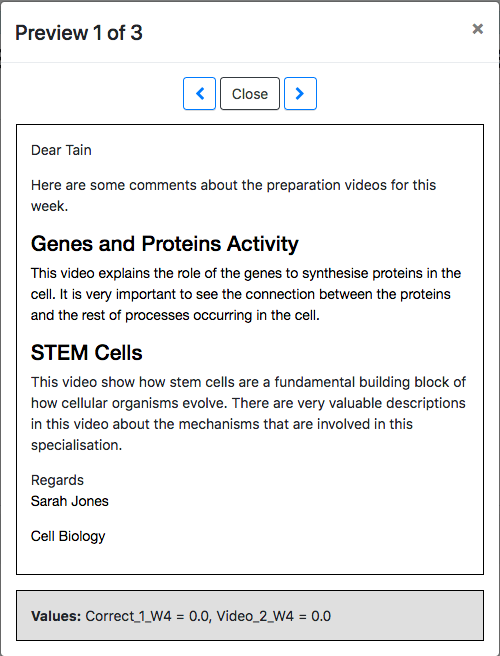 Preview 1 of 3
×
Close
Dear Tain
Here are some comments about the preparation videos for this
week.
Genes and Proteins Activity
This video explains the role of the genes to synthesise proteins in the
cell. It is very important to see the connection between the proteins
and the rest of processes occurring in the cell.
STEM Cells
This video show how stem cells are a fundamental building block of
how cellular organisms evolve. There are very valuable descriptions
in this video about the mechanisms that are involved in this
specialisation.
Regards
Sarah Jones
Cell Biology
Values: Correct_1_W4 = 0.0, Video_2_W4 = 0.0